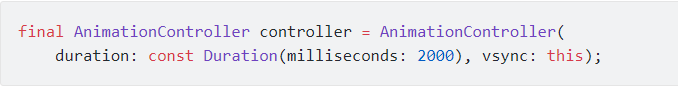 final AnimationController controller = AnimationController(
    duration: const Duration(milliseconds: 2000), vsync: this);